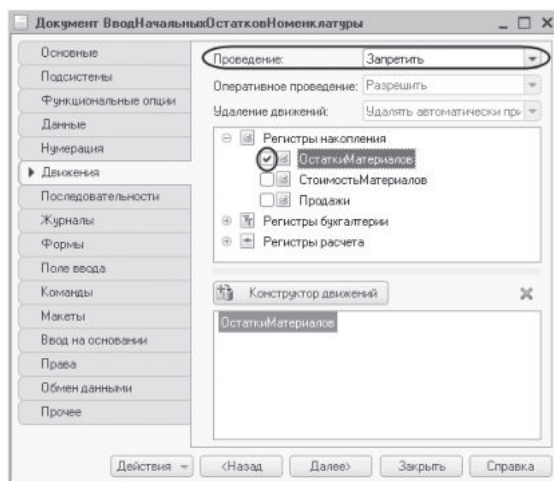 Документ ВводНачальныхОстатковНоменклатуры
Основные
Подсистемы
Функциональные опции
Данные
Нумерация
Движения
Последовательности
Журналы
Формы
Поле ввода
Команды
Макеты
Ввод на основании
Права
Обмен данными
Прочее
Проведение: Запретить
Оперативное проведение: Разрешить
Удаление движений: Удалять автоматически при
Регистры накопления
ОстаткиМатериалов
СтоимостьМатериалов
Продажи
Регистры бухгалтерии
Регистры расчета
Конструктор движений
ОстаткиМатериалов
Действия <Назад Далее> Закрыть Справка